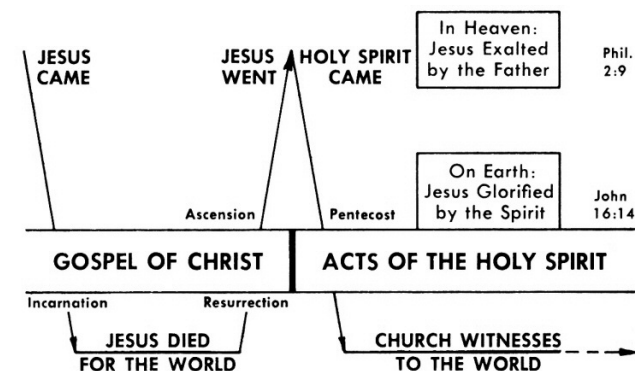 In Heaven:
Jesus Exalted
by the Father
JESUS
CAME
JESUS
WENT
HOLY SPIRIT
CAME
Phil.
2:9
On Earth:
Jesus Glorified
by the Spirit
John
16:14
Ascension
Pentecost
GOSPEL OF CHRIST
ACTS OF THE HOLY SPIRIT
Incarnation
Resurrection
JESUS DIED
FOR THE WORLD
CHURCH WITNESSES
TO THE WORLD